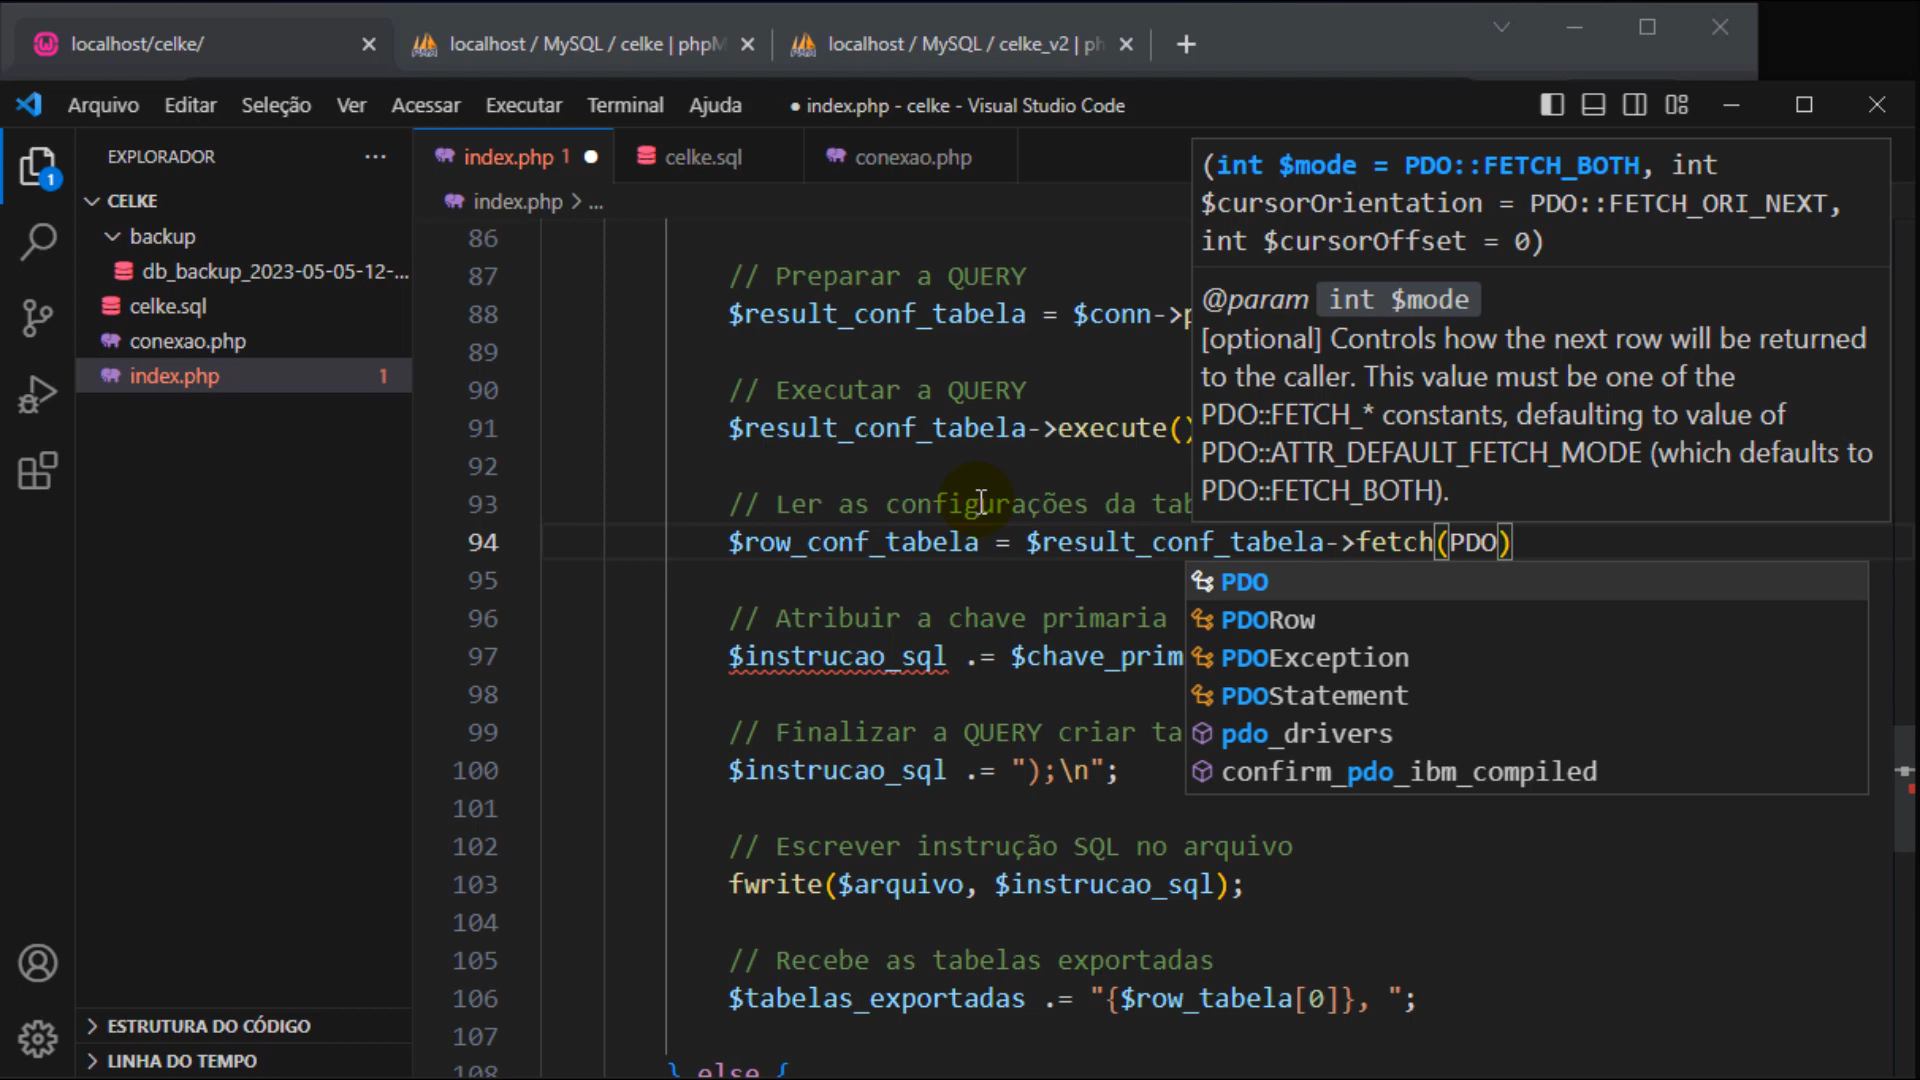 localhost/celke/
localhost / MySQL / celke | phpM
localhost / MySQL / celke_v2 | ph
Arquivo Editar Seleção Ver Acessar Executar Terminal Ajuda
● index.php - celke - Visual Studio Code
EXPLORADOR
1
CELKE
backup
db_backup_2023-05-05-12-...
celke.sql
conexao.php
index.php 1
ESTRUTURA DO CÓDIGO
LINHA DO TEMPO
index.php 1 ●
celke.sql
conexao.php
index.php > ...
86
87 // Preparar a QUERY
88 $result_conf_tabela = $conn->p
89
90 // Executar a QUERY
91 $result_conf_tabela->execute()
92
93 // Ler as configurações da tab
94 $row_conf_tabela = $result_conf_tabela->fetch(PDO)
95
96 // Atribuir a chave primaria
97 $instrucao_sql .= $chave_prim
98
99 // Finalizar a QUERY criar ta
100 $instrucao_sql .= ");\n";
101
102 // Escrever instrução SQL no arquivo
103 fwrite($arquivo, $instrucao_sql);
104
105 // Recebe as tabelas exportadas
106 $tabelas_exportadas .= "{$row_tabela[0]}, ";
107
108 } else {
(int $mode = PDO::FETCH_BOTH, int
$cursorOrientation = PDO::FETCH_ORI_NEXT,
int $cursorOffset = 0)
@param int $mode
[optional] Controls how the next row will be returned
to the caller. This value must be one of the
PDO::FETCH_* constants, defaulting to value of
PDO::ATTR_DEFAULT_FETCH_MODE (which defaults to
PDO::FETCH_BOTH).
PDO
PDORow
PDOException
PDOStatement
pdo_drivers
confirm_pdo_ibm_compiled